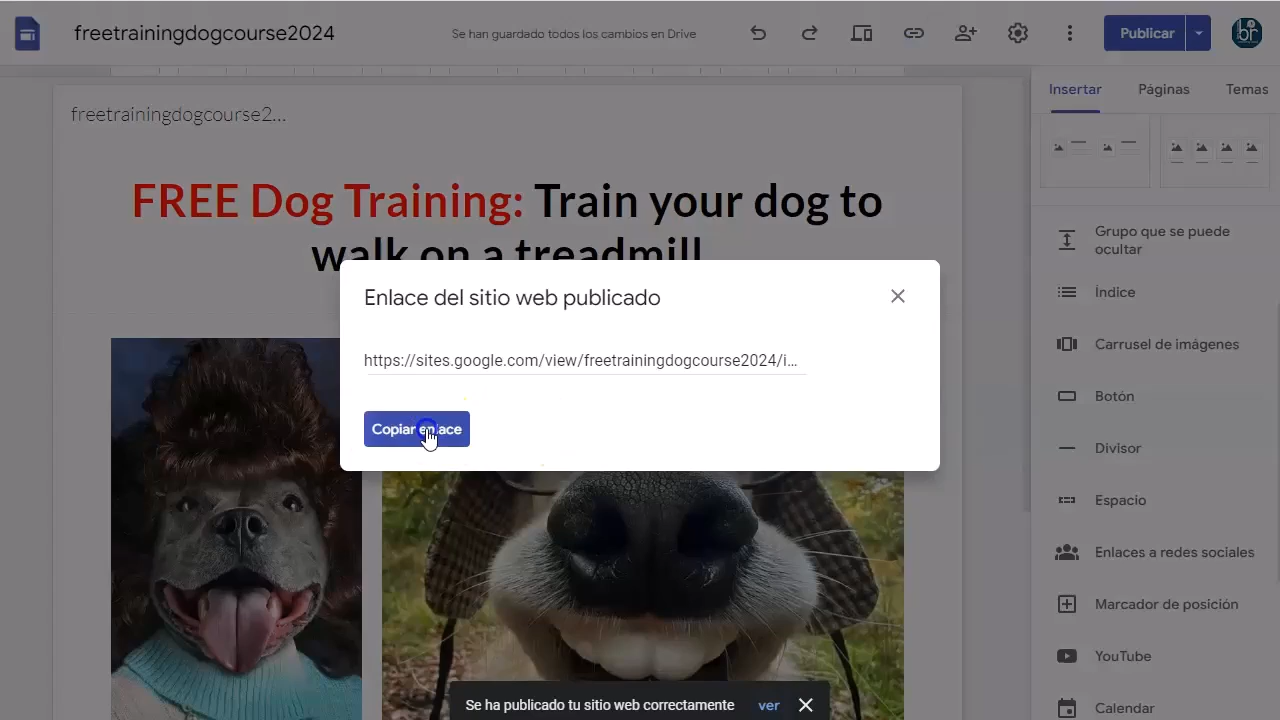 freetrainingdogcourse2024
Se han guardado todos los cambios en Drive
Publicar
br
Insertar
Páginas
Temas
freetrainingdogcourse2...
FREE Dog Training: Train your dog to
walk on a treadmill
Enlace del sitio web publicado
https://sites.google.com/view/freetrainingdogcourse2024/i...
Copiar enlace
Grupo que se puede
ocultar
Índice
Carrusel de imágenes
Botón
Divisor
Espacio
Enlaces a redes sociales
Marcador de posición
YouTube
Calendar
Se ha publicado tu sitio web correctamente
ver